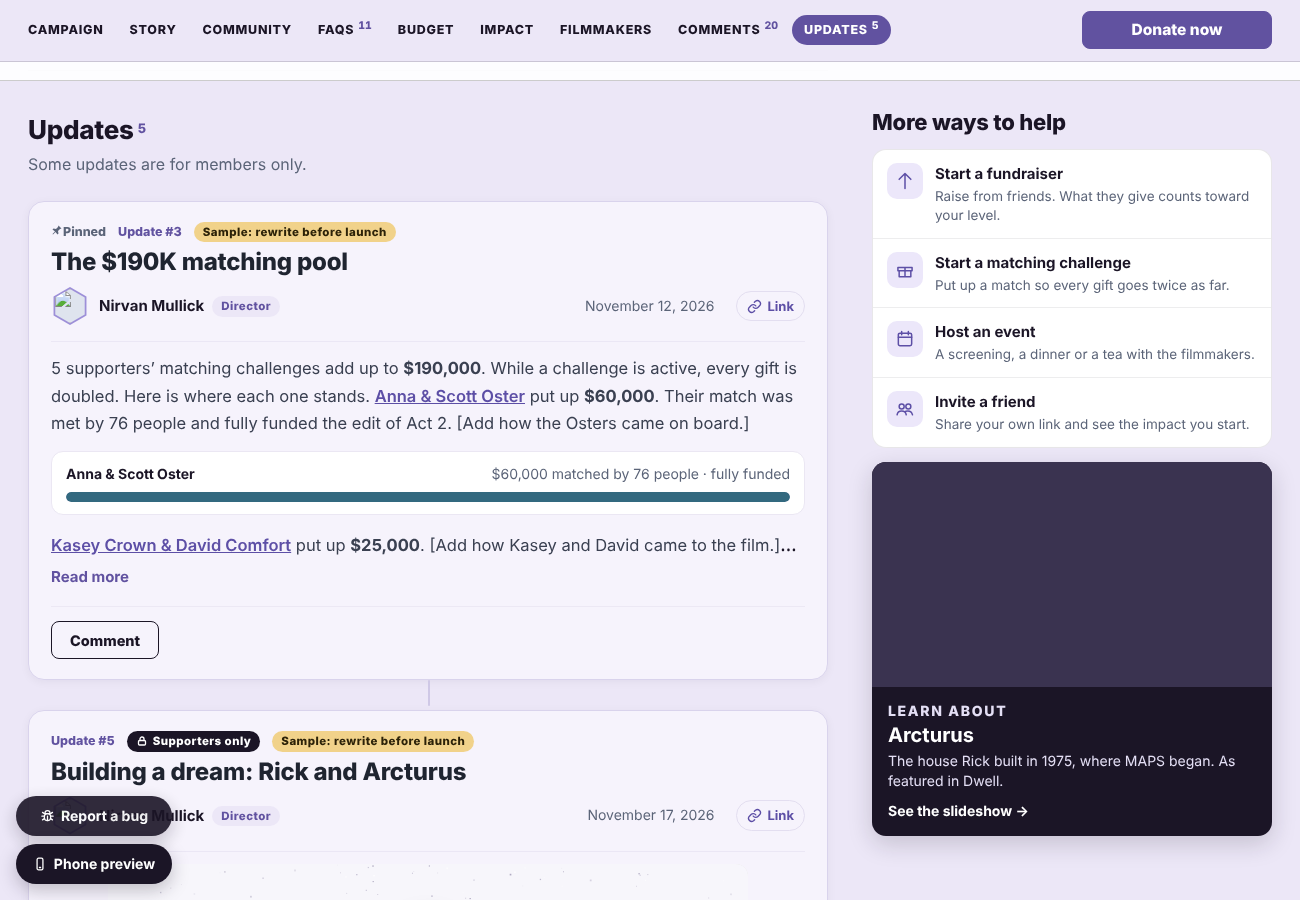 CAMPAIGN STORY COMMUNITY FAQS 11 BUDGET IMPACT FILMMAKERS COMMENTS 20 UPDATES 5 Donate now
Updates 5
Some updates are for members only.
Pinned Update #3 Sample: rewrite before launch
The $190K matching pool
Nirvan Mullick Director November 12, 2026 Link
5 supporters’ matching challenges add up to $190,000. While a challenge is active, every gift is
doubled. Here is where each one stands. Anna & Scott Oster put up $60,000. Their match was
met by 76 people and fully funded the edit of Act 2. [Add how the Osters came on board.]
Anna & Scott Oster $60,000 matched by 76 people · fully funded
Kasey Crown & David Comfort put up $25,000. [Add how Kasey and David came to the film.]…
Read more
Comment
Update #5 Supporters only Sample: rewrite before launch
Building a dream: Rick and Arcturus
Mullick Director November 17, 2026 Link
Report a bug
Phone preview
More ways to help
Start a fundraiser
Raise from friends. What they give counts toward
your level.
Start a matching challenge
Put up a match so every gift goes twice as far.
Host an event
A screening, a dinner or a tea with the filmmakers.
Invite a friend
Share your own link and see the impact you start.
LEARN ABOUT
Arcturus
The house Rick built in 1975, where MAPS began. As
featured in Dwell.
See the slideshow →